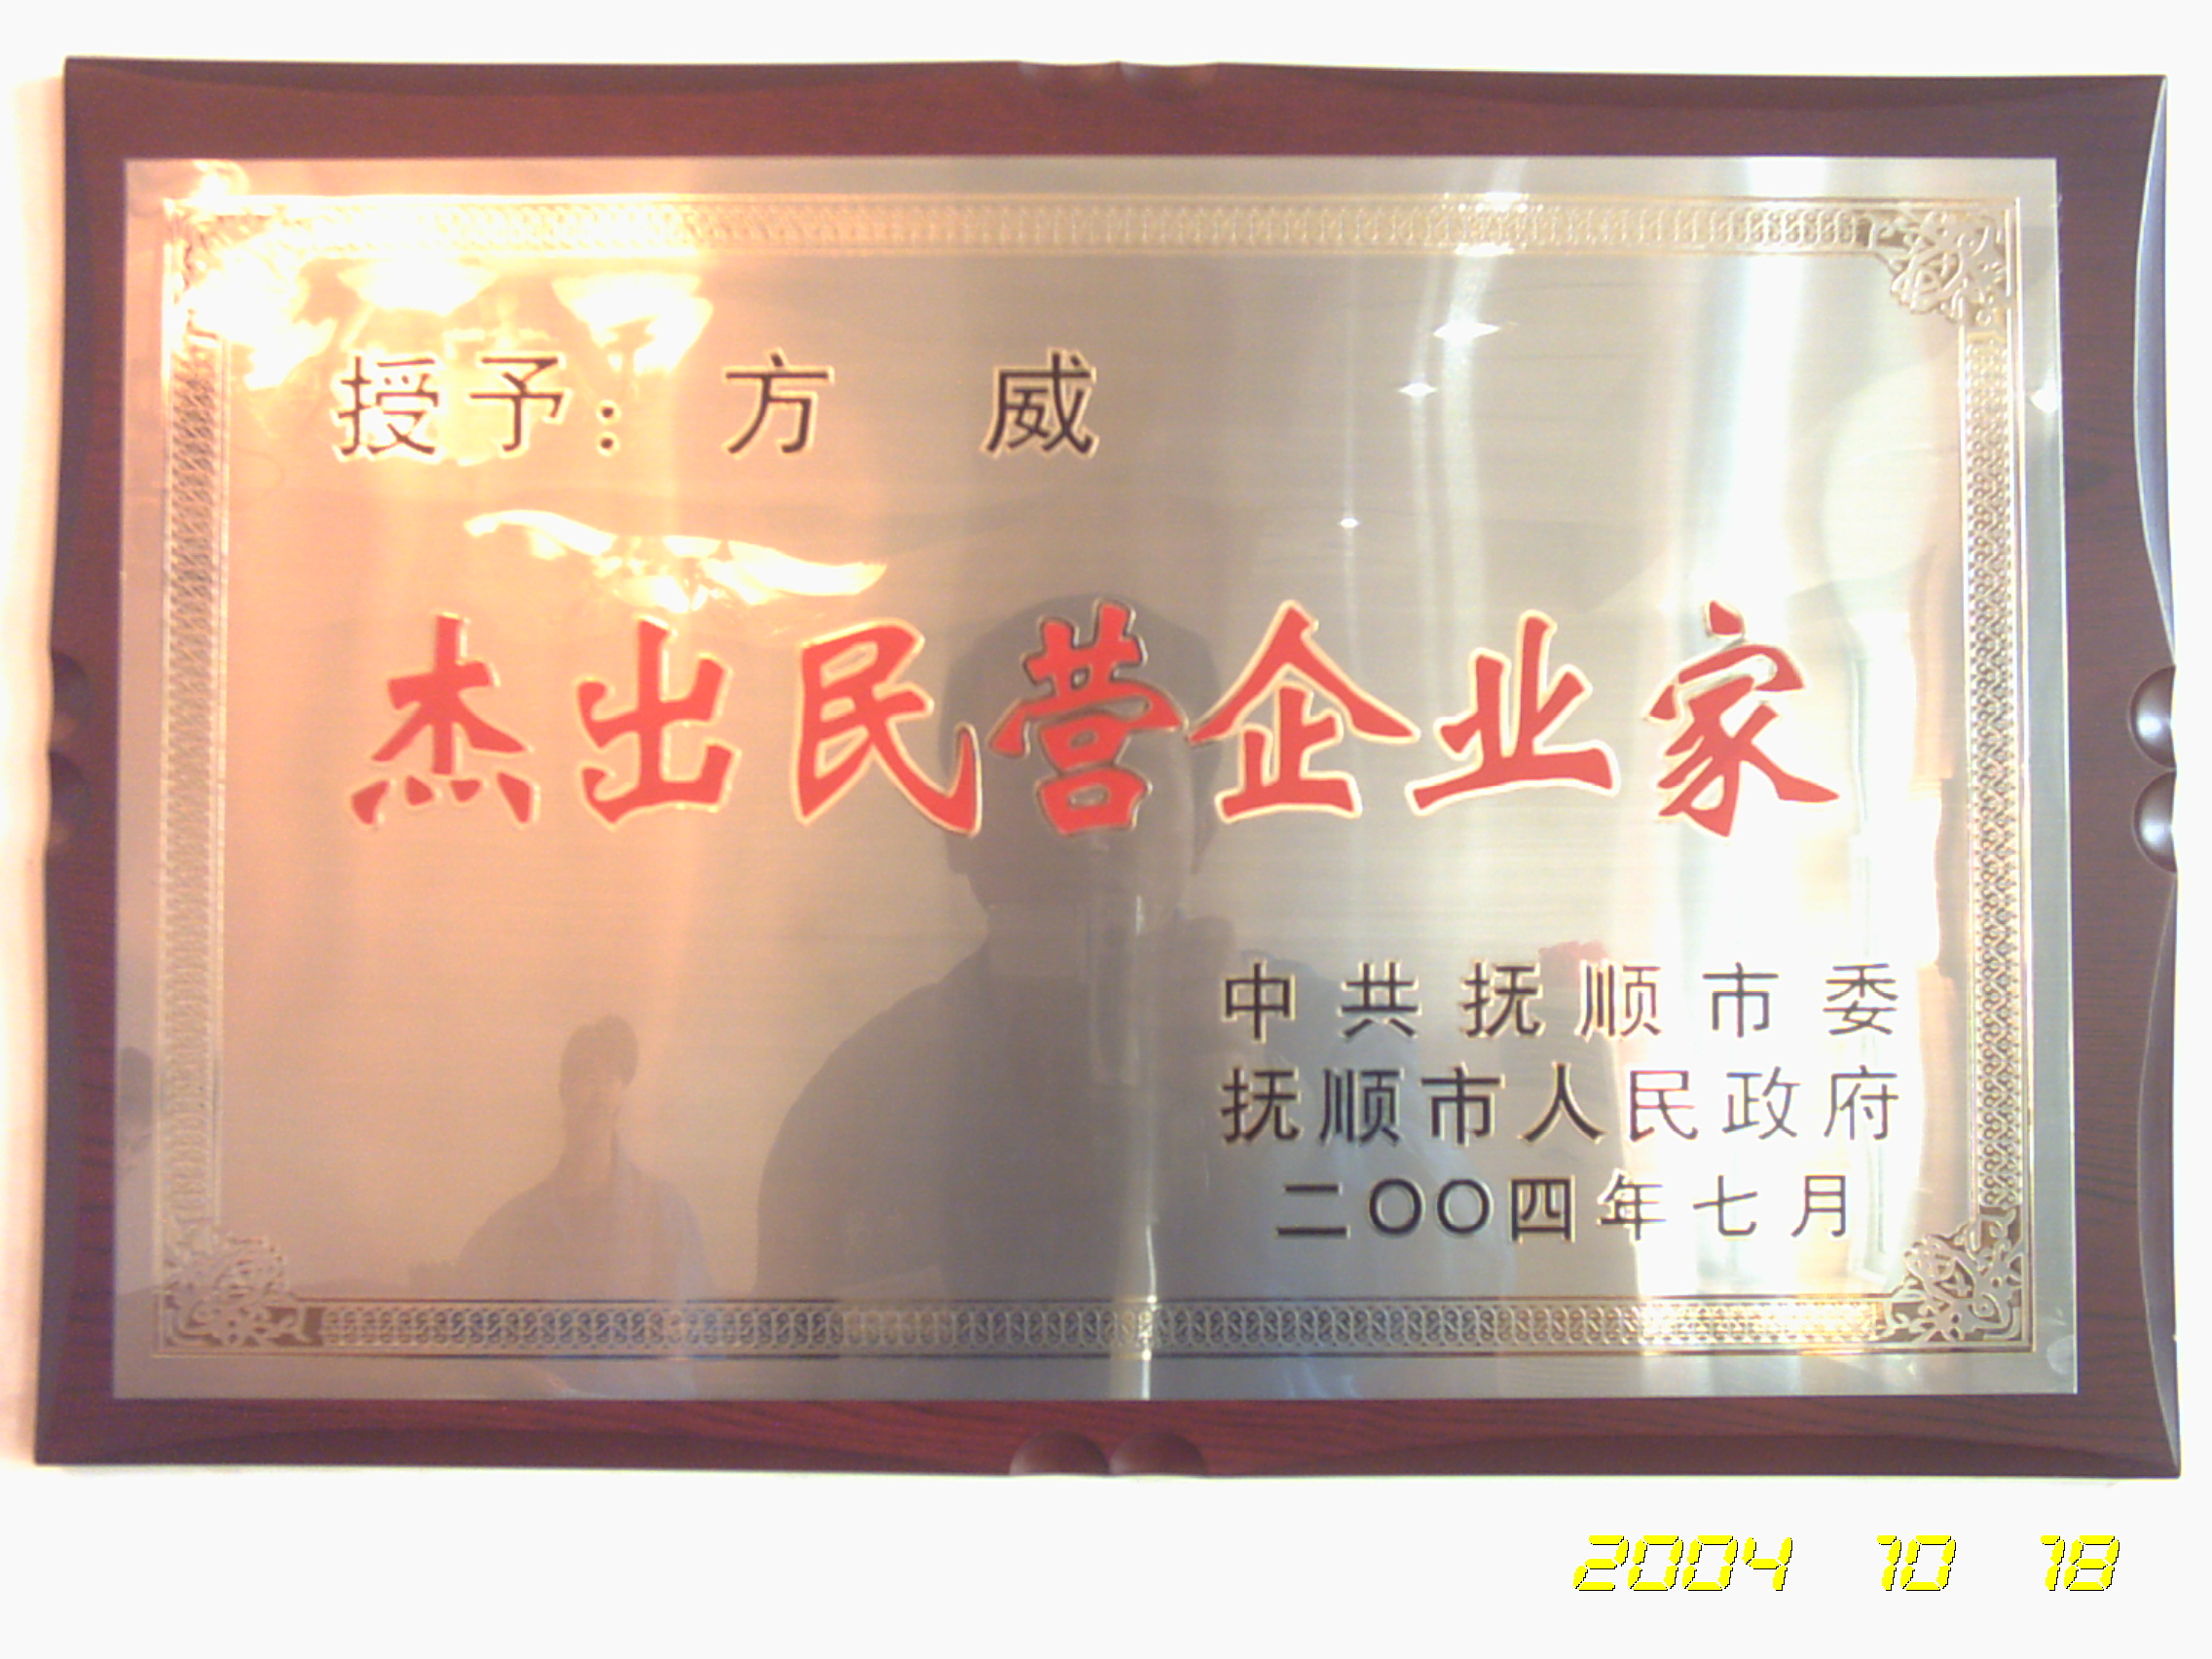 授予：方 威
杰出民营企业家
中共抚顺市委
抚顺市人民政府
二〇〇四年七月
2004 10 18